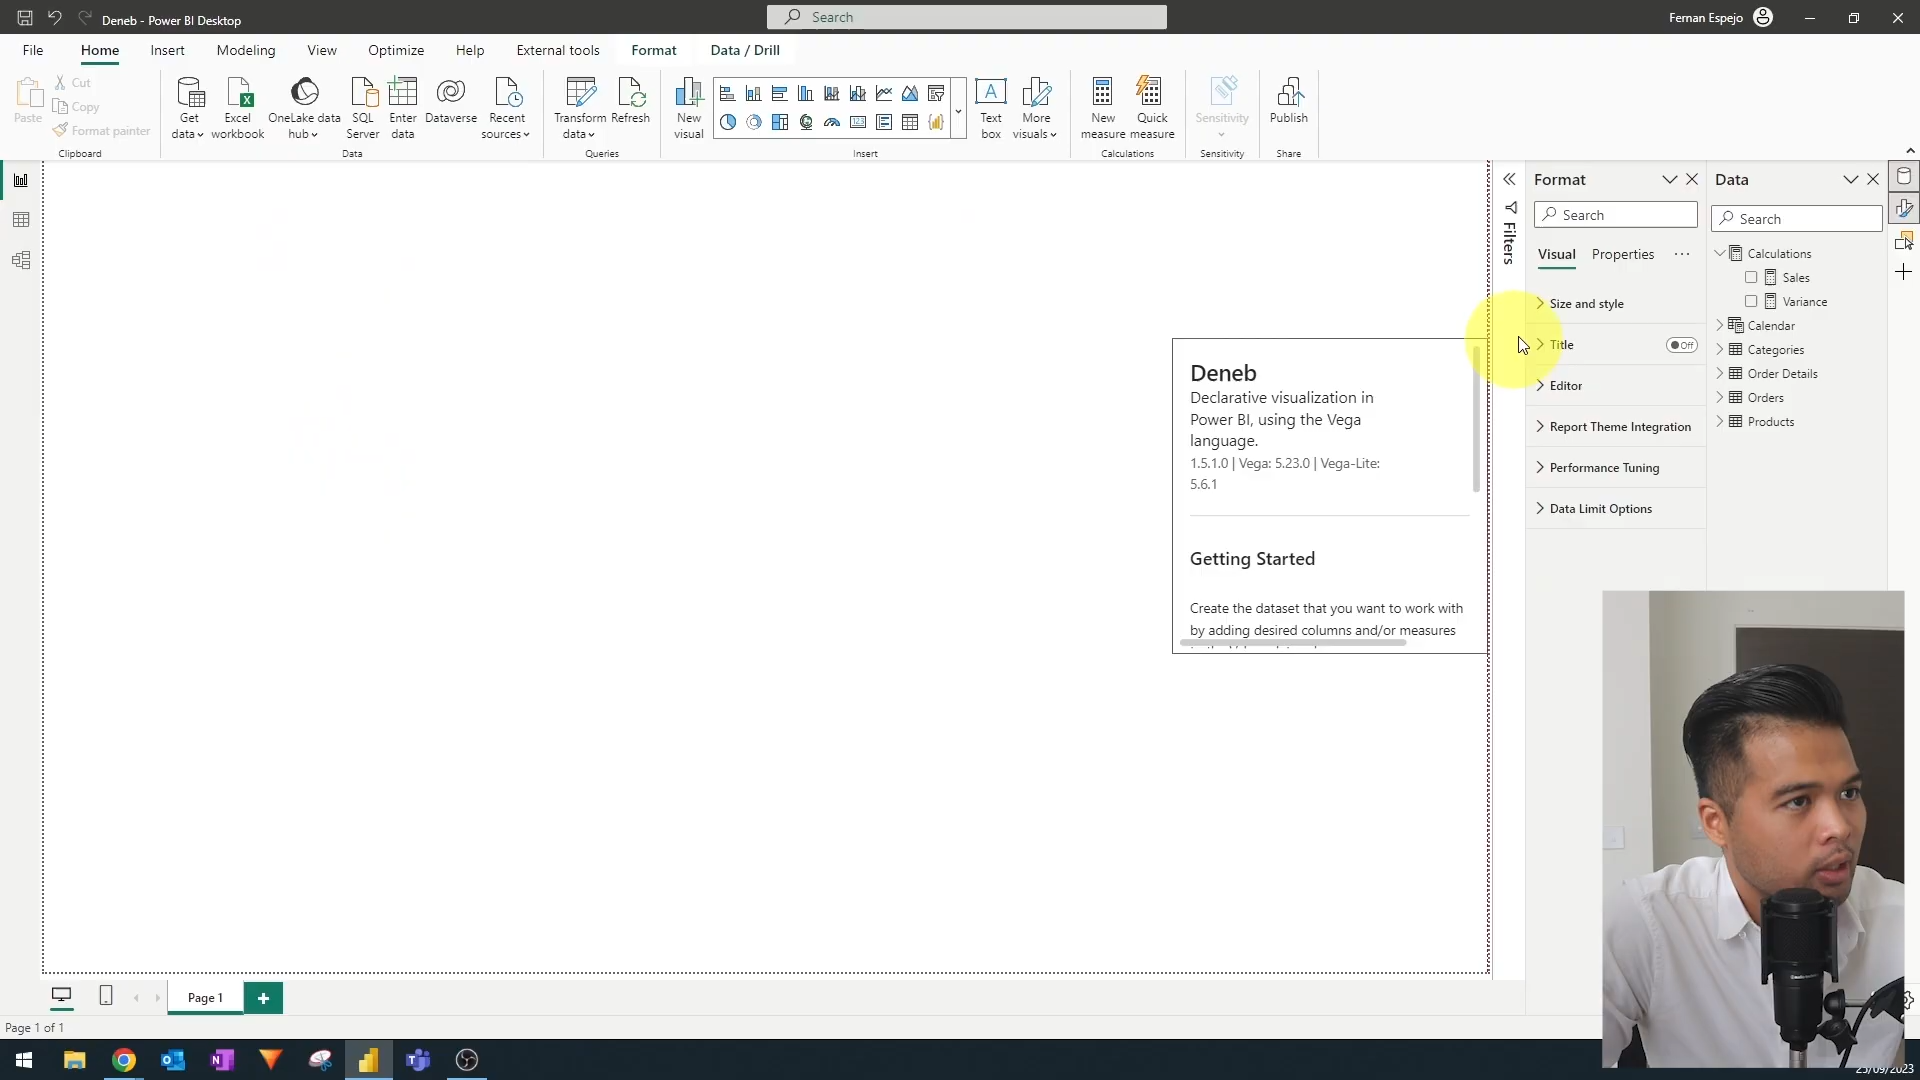 Deneb - Power BI Desktop
Search
Fernan Espejo
File
Home
Insert
Modeling
View
Optimize
Help
External tools
Format
Data / Drill
Paste
Cut
Copy
Format painter
Clipboard
Get
data
Excel
workbook
OneLake data
hub
SQL
Server
Enter
data
Dataverse
Recent
sources
Data
Transform
data
Refresh
Queries
New
visual
Text
box
More
visuals
Insert
New
measure
Quick
measure
Calculations
Sensitivity
Sensitivity
Publish
Share
Filters
Format
Search
Visual
Properties
Size and style
Title
Off
Editor
Report Theme Integration
Performance Tuning
Data Limit Options
Data
Search
Calculations
Sales
Variance
Calendar
Categories
Order Details
Orders
Products
Deneb
Declarative visualization in
Power BI, using the Vega
language.
1.5.1.0 | Vega: 5.23.0 | Vega-Lite:
5.6.1
Getting Started
Create the dataset that you want to work with
by adding desired columns and/or measures
Page 1
Page 1 of 1
25/09/2023